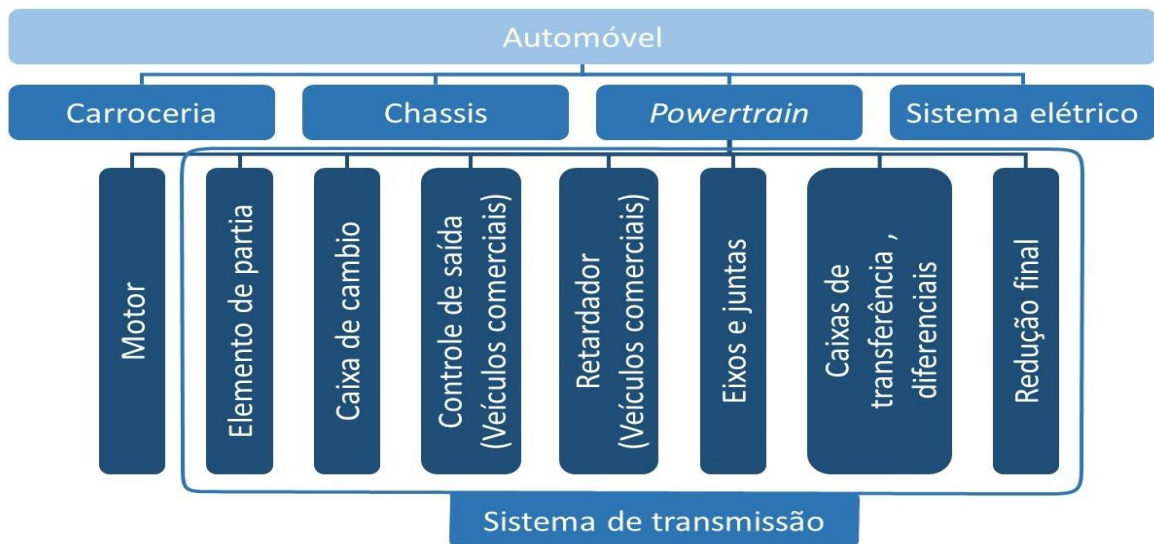 Automóvel
Carroceria
Chassis
Powertrain
Sistema elétrico
Motor
Elemento de partia
Caixa de cambio
Controle de saída
(Veículos comerciais)
Retardador
(Veículos comerciais)
Eixos e juntas
Caixas de
transferência ,
diferenciais
Redução final
Sistema de transmissão